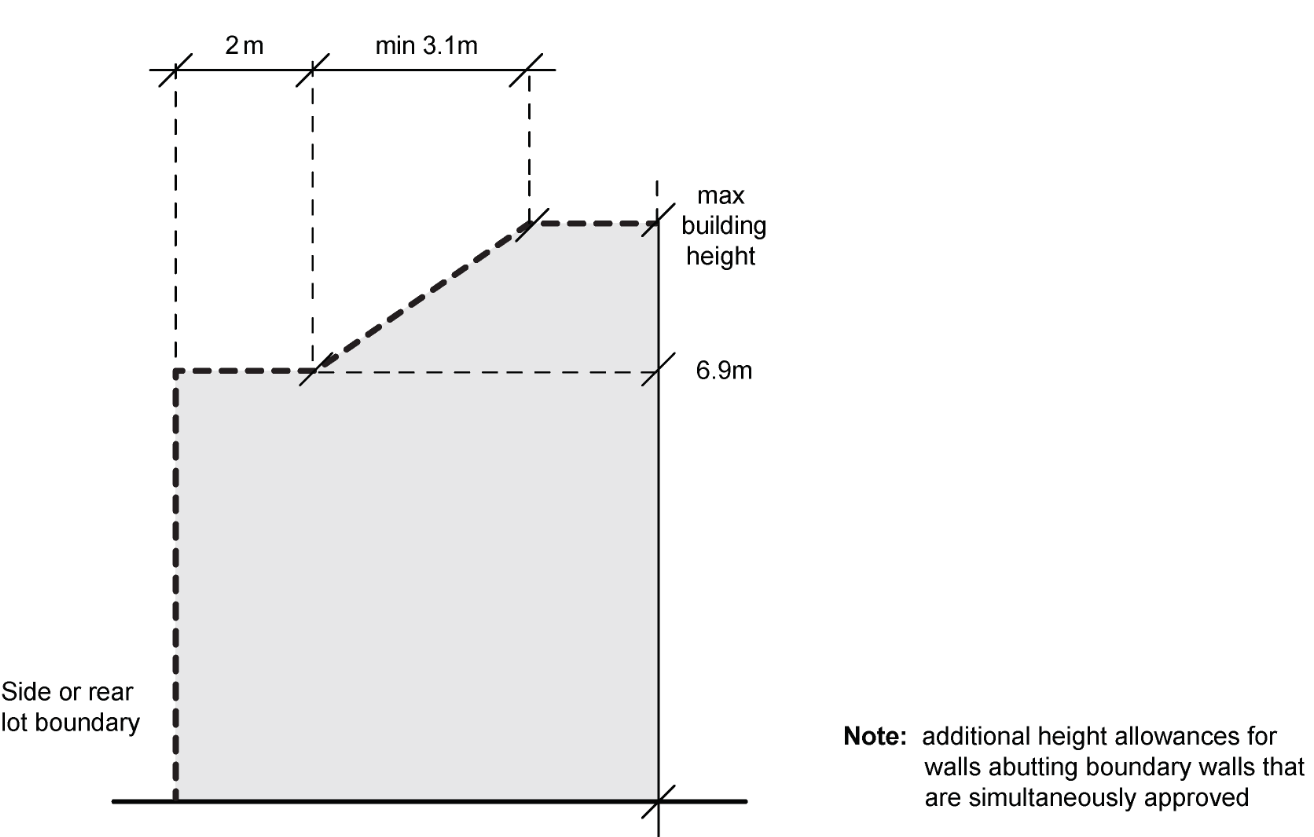 2 m min 3.1m
max
building
height
6.9m
Side or rear
lot boundary
Note: additional height allowances for
walls abutting boundary walls that
are simultaneously approved